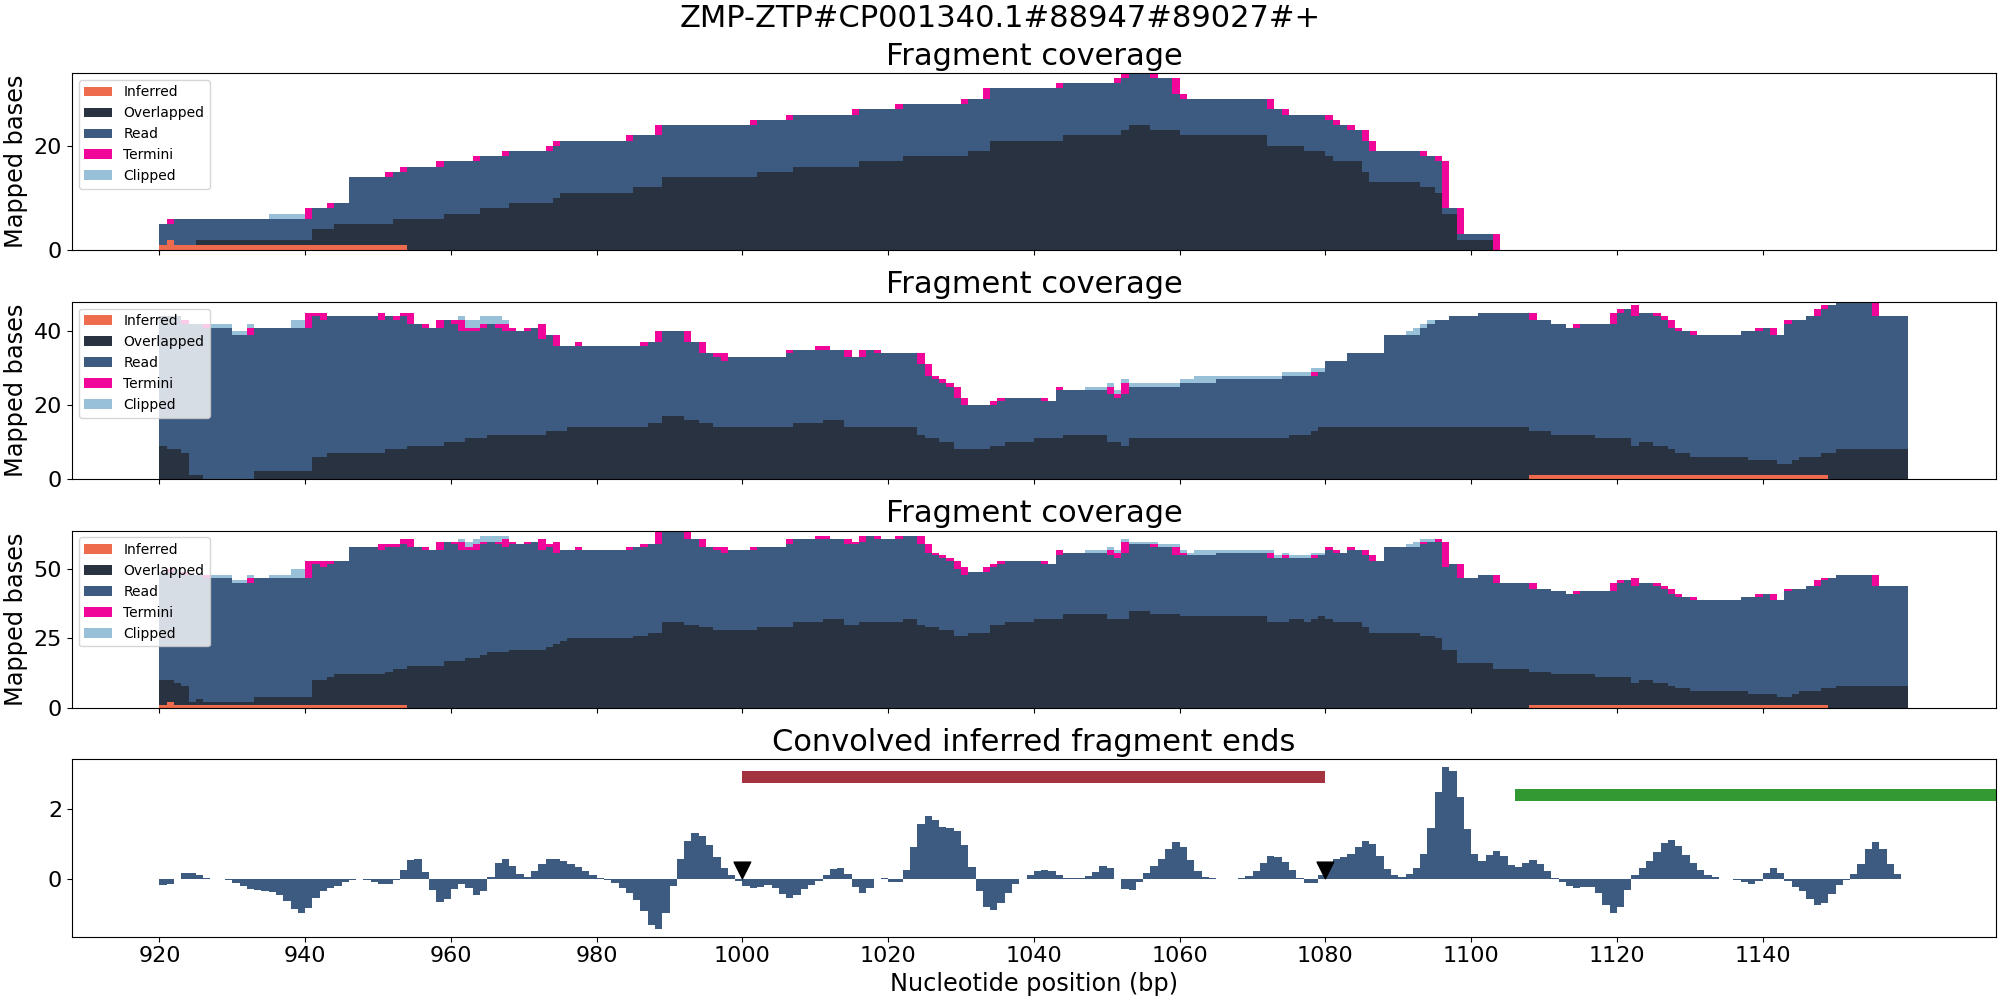 ZMP-ZTP#CP001340.1#88947#89027#+
Fragment coverage
Mapped bases
20
0
Inferred
Overlapped
Read
Termini
Clipped
Fragment coverage
Mapped bases
40
20
0
Inferred
Overlapped
Read
Termini
Clipped
Fragment coverage
Mapped bases
50
25
0
Inferred
Overlapped
Read
Termini
Clipped
Convolved inferred fragment ends
2
0
920 940 960 980 1000 1020 1040 1060 1080 1100 1120 1140
Nucleotide position (bp)